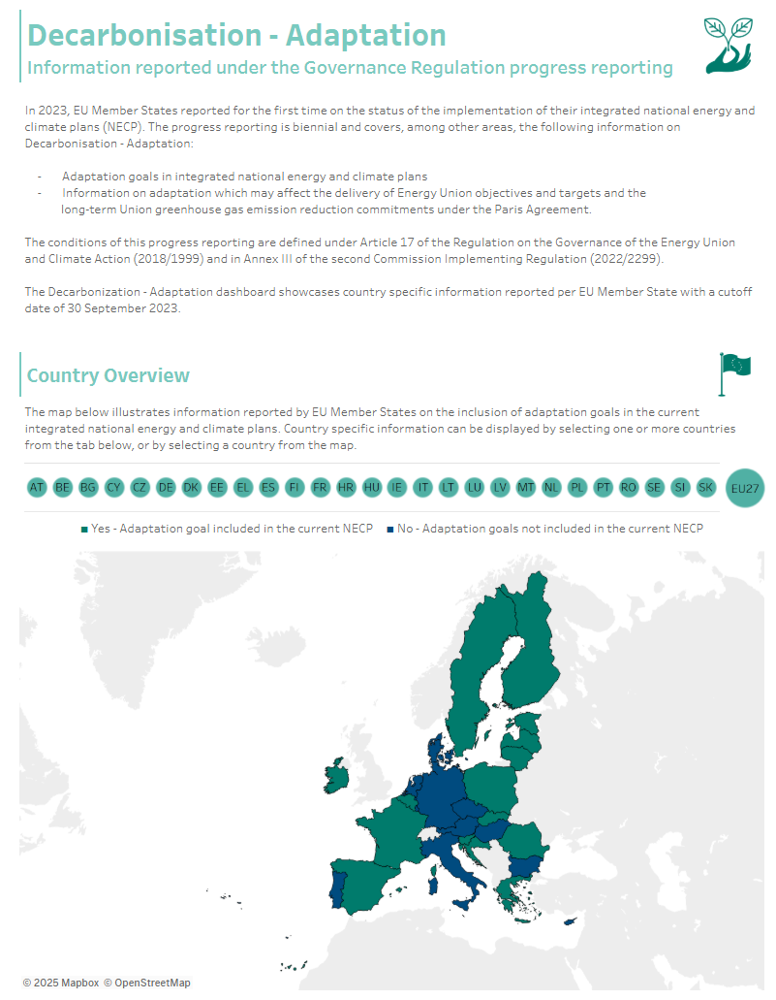 Decarbonisation - Adaptation
Information reported under the Governance Regulation progress reporting
In 2023, EU Member States reported for the first time on the status of the implementation of their integrated national energy and
climate plans (NECP). The progress reporting is biennial and covers, among other areas, the following information on
Decarbonisation - Adaptation:
- Adaptation goals in integrated national energy and climate plans
- Information on adaptation which may affect the delivery of Energy Union objectives and targets and the
long-term Union greenhouse gas emission reduction commitments under the Paris Agreement.
The conditions of this progress reporting are defined under Article 17 of the Regulation on the Governance of the Energy Union
and Climate Action (2018/1999) and in Annex III of the second Commission Implementing Regulation (2022/2299).
The Decarbonization - Adaptation dashboard showcases country specific information reported per EU Member State with a cutoff
date of 30 September 2023.
Country Overview
The map below illustrates information reported by EU Member States on the inclusion of adaptation goals in the current
integrated national energy and climate plans. Country specific information can be displayed by selecting one or more countries
from the tab below, or by selecting a country from the map.
AT BE BG CY CZ DE DK EE EL ES FI FR HR HU IE IT LT LU LV MT NL PL PT RO SE SI SK EU27
Yes - Adaptation goal included in the current NECP No - Adaptation goals not included in the current NECP
© 2025 Mapbox © OpenStreetMap